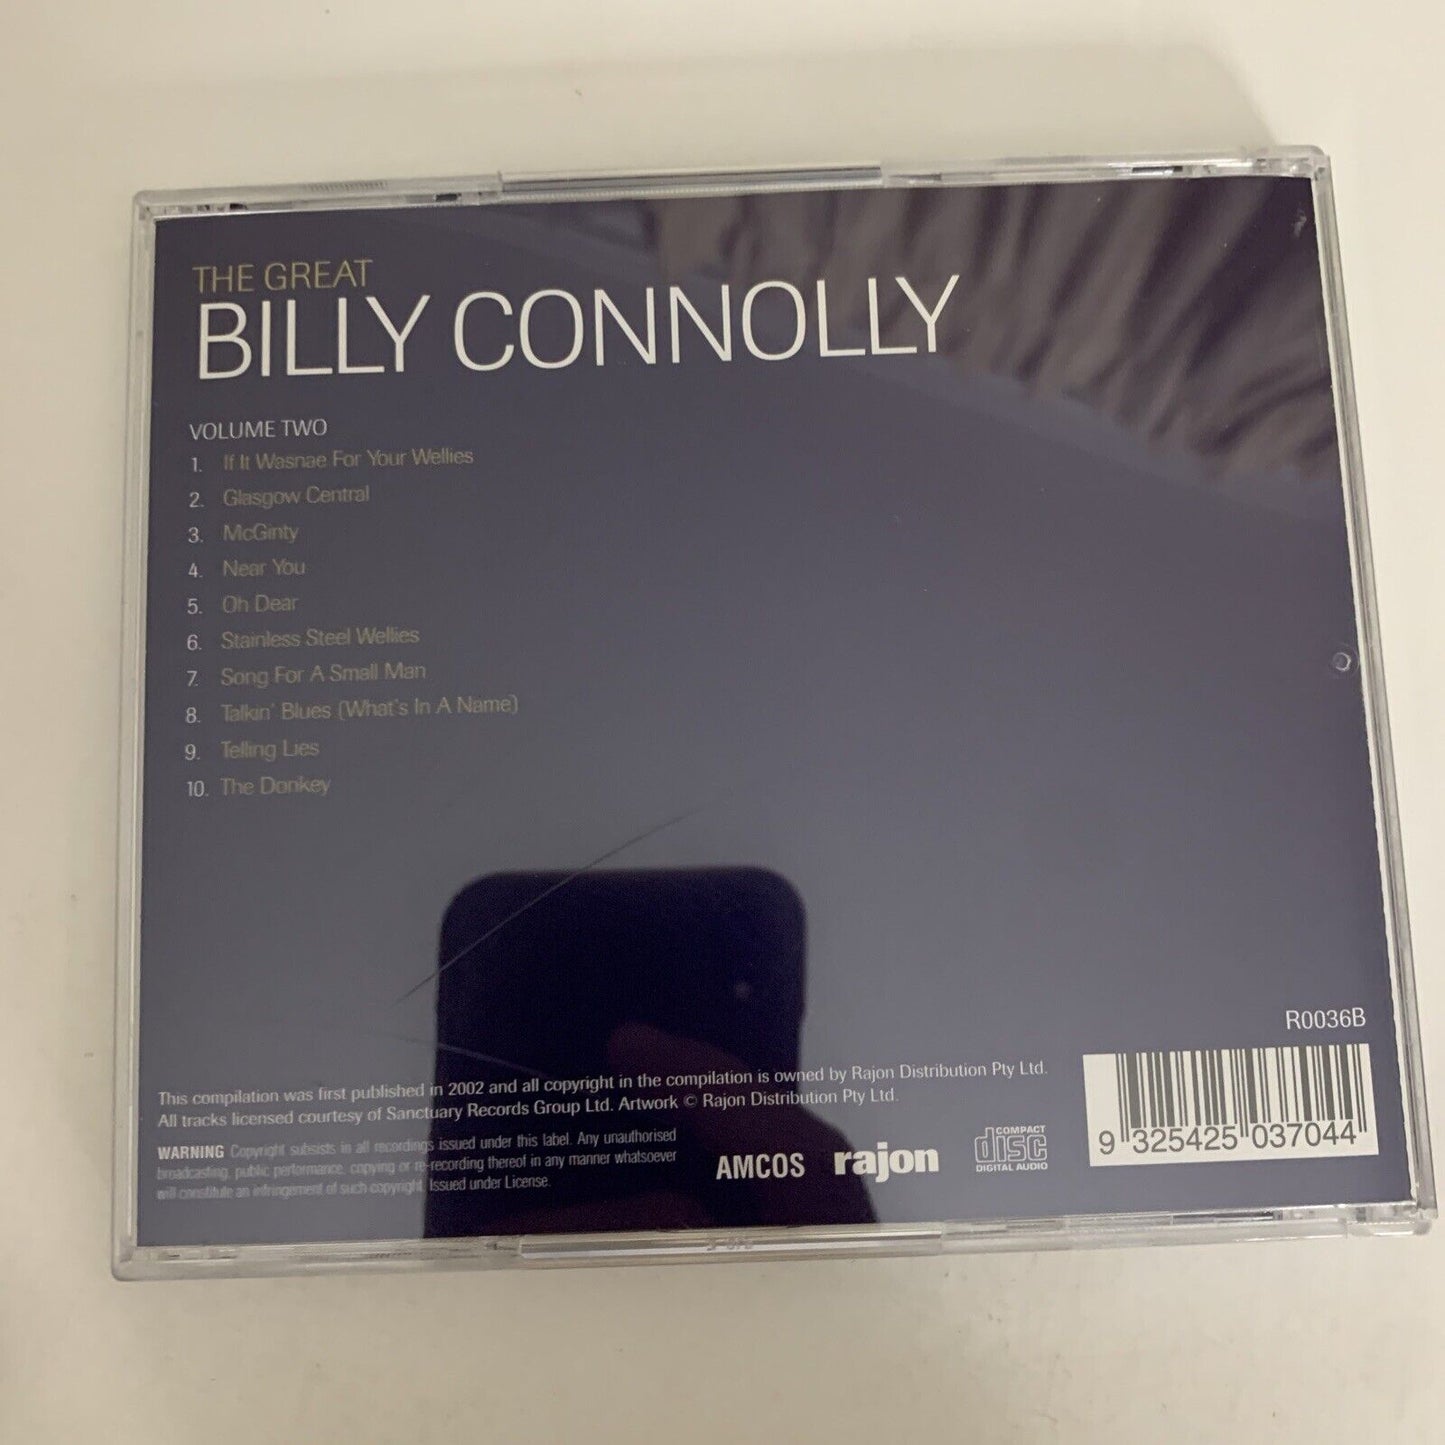 THE GREAT
BILLY CONNOLLY
VOLUME TWO
1. If It Wasnae For Your Wellies
2. Glasgow Central
3. McGinty
4. Near You
5. Oh Dear
6. Stainless Steel Wellies
7. Song For A Small Man
8. Talkin' Blues (What's In A Name)
9. Telling Lies
10. The Donkey
R0036B
This compilation was first published in 2002 and all copyright in the compilation is owned by Rajon Distribution Pty Ltd.
All tracks licensed courtesy of Sanctuary Records Group Ltd. Artwork © Rajon Distribution Pty Ltd.
WARNING Copyright subsists in all recordings issued under this label. Any unauthorised
broadcasting, public performance, copying or re-recording thereof in any manner whatsoever
will constitute an infringement of such copyright. Issued under License.
AMCOS
rajon
COMPACT
disc
DIGITAL AUDIO
9 325425 037044